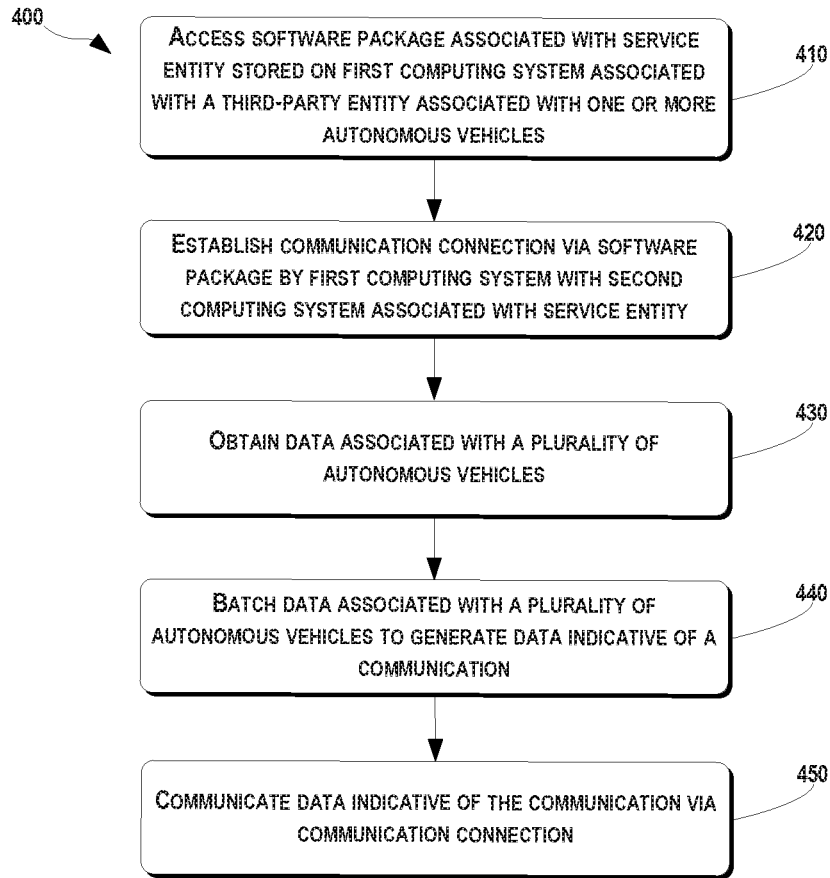 400
ACCESS SOFTWARE PACKAGE ASSOCIATED WITH SERVICE
ENTITY STORED ON FIRST COMPUTING SYSTEM ASSOCIATED
WITH A THIRD-PARTY ENTITY ASSOCIATED WITH ONE OR MORE
AUTONOMOUS VEHICLES
410
ESTABLISH COMMUNICATION CONNECTION VIA SOFTWARE
PACKAGE BY FIRST COMPUTING SYSTEM WITH SECOND
COMPUTING SYSTEM ASSOCIATED WITH SERVICE ENTITY
420
OBTAIN DATA ASSOCIATED WITH A PLURALITY OF
AUTONOMOUS VEHICLES
430
BATCH DATA ASSOCIATED WITH A PLURALITY OF
AUTONOMOUS VEHICLES TO GENERATE DATA INDICATIVE OF A
COMMUNICATION
440
COMMUNICATE DATA INDICATIVE OF THE COMMUNICATION VIA
COMMUNICATION CONNECTION
450